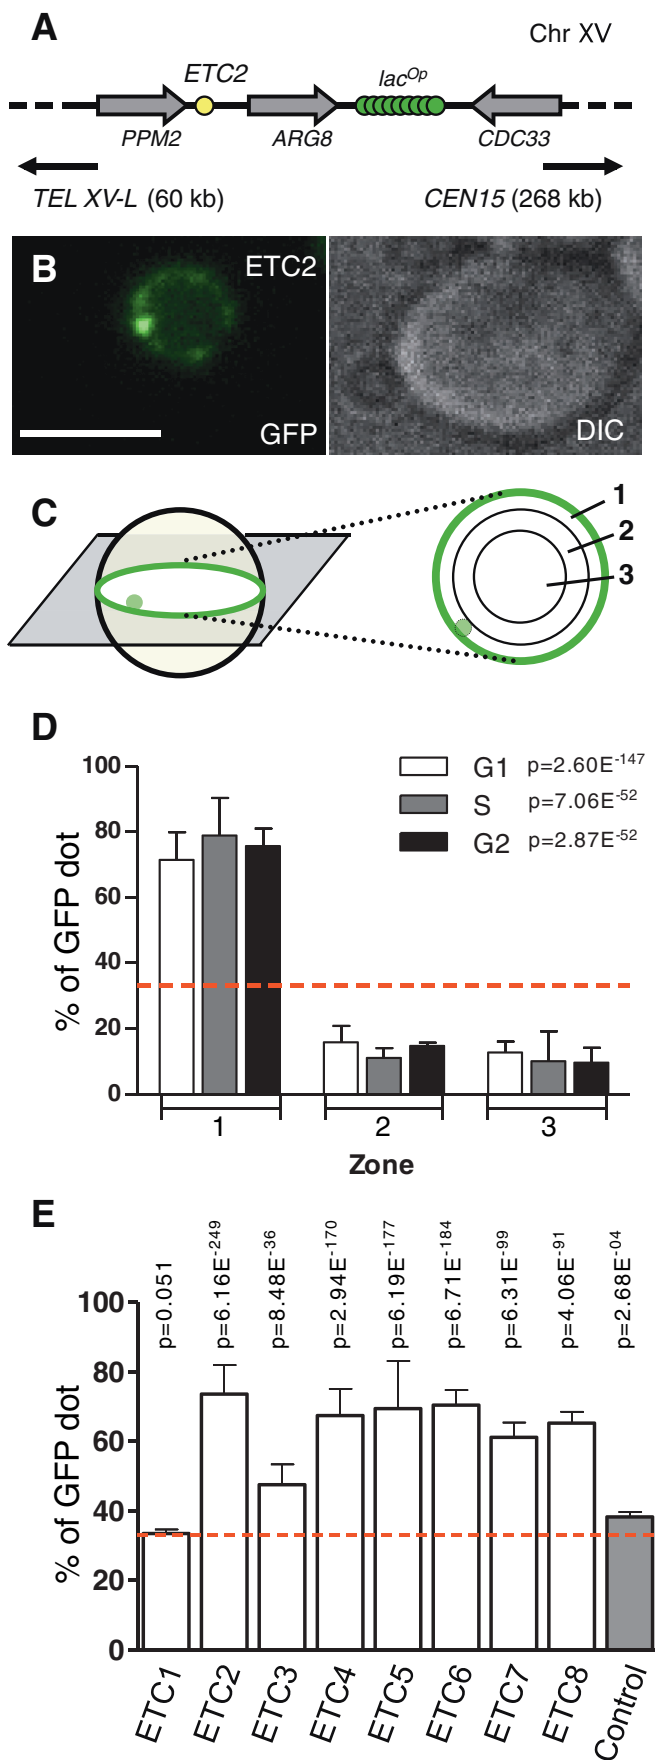 A
Chr XV
ETC2
lacOp
PPM2
ARG8
CDC33
TEL XV-L (60 kb)
CEN15 (268 kb)
B
ETC2
GFP
DIC
C
1
2
3
D
% of GFP dot
100
80
60
40
20
0
G1 p=2.60E-147
S p=7.06E-52
G2 p=2.87E-52
1
2
3
Zone
E
p=0.051
p=6.16E-249
p=8.48E-36
p=2.94E-170
p=6.19E-177
p=6.71E-184
p=6.31E-99
p=4.06E-91
p=2.68E-04
% of GFP dot
100
80
60
40
20
0
ETC1
ETC2
ETC3
ETC4
ETC5
ETC6
ETC7
ETC8
Control